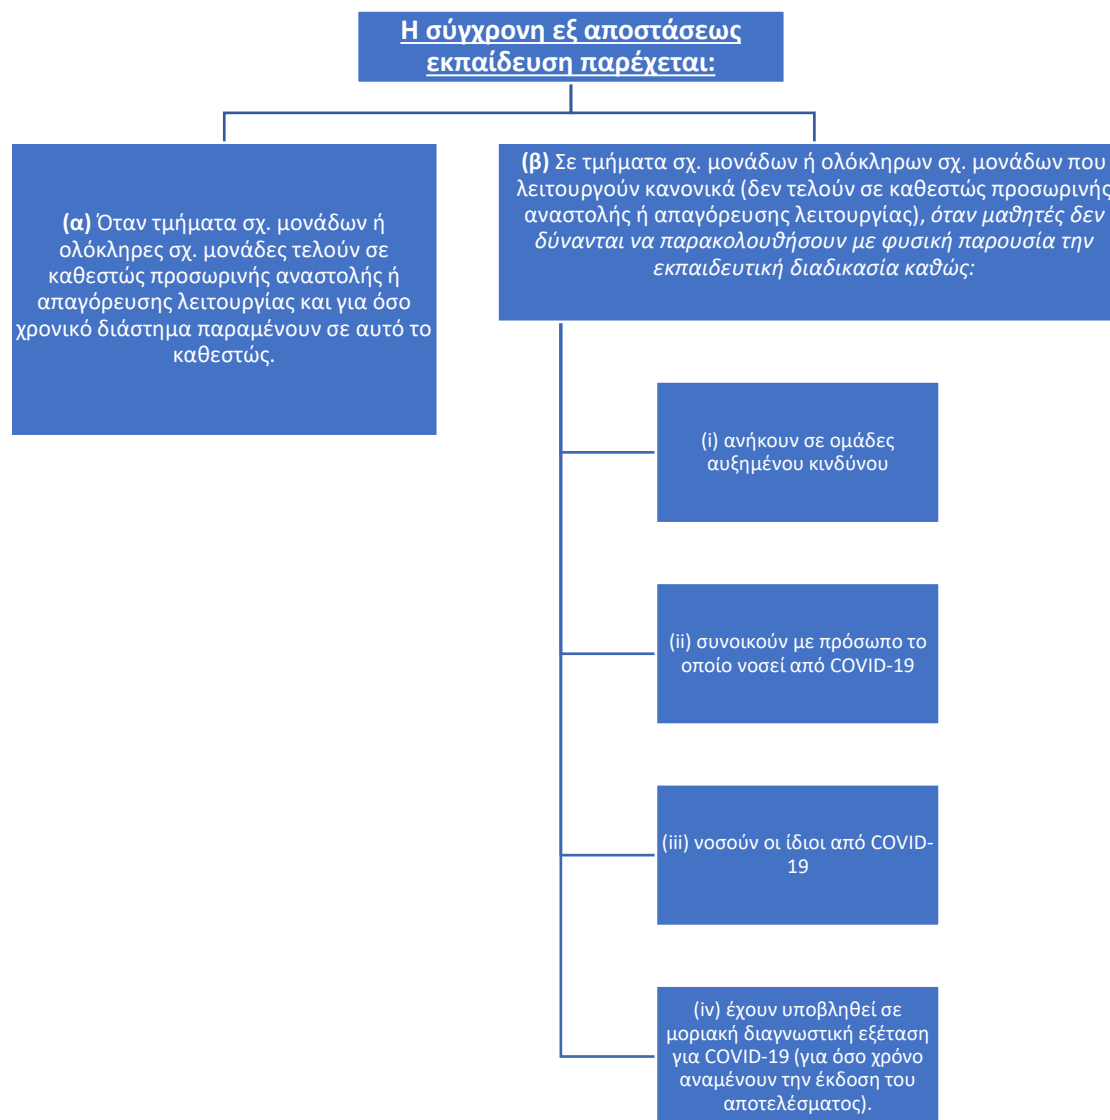 Η σύγχρονη εξ αποστάσεως
εκπαίδευση παρέχεται:
(α) Όταν τμήματα σχ. μονάδων ή
ολόκληρες σχ. μονάδες τελούν σε
καθεστώς προσωρινής αναστολής ή
απαγόρευσης λειτουργίας και για όσο
χρονικό διάστημα παραμένουν σε αυτό το
καθεστώς.
(β) Σε τμήματα σχ. μονάδων ή ολόκληρων σχ. μονάδων που
λειτουργούν κανονικά (δεν τελούν σε καθεστώς προσωρινής
αναστολής ή απαγόρευσης λειτουργίας), όταν μαθητές δεν
δύνανται να παρακολουθήσουν με φυσική παρουσία την
εκπαιδευτική διαδικασία καθώς:
(i) ανήκουν σε ομάδες
αυξημένου κινδύνου
(ii) συνοικούν με πρόσωπο το
οποίο νοσεί από COVID-19
(iii) νοσούν οι ίδιοι από COVID-
19
(iv) έχουν υποβληθεί σε
μοριακή διαγνωστική εξέταση
για COVID-19 (για όσο χρόνο
αναμένουν την έκδοση του
αποτελέσματος).